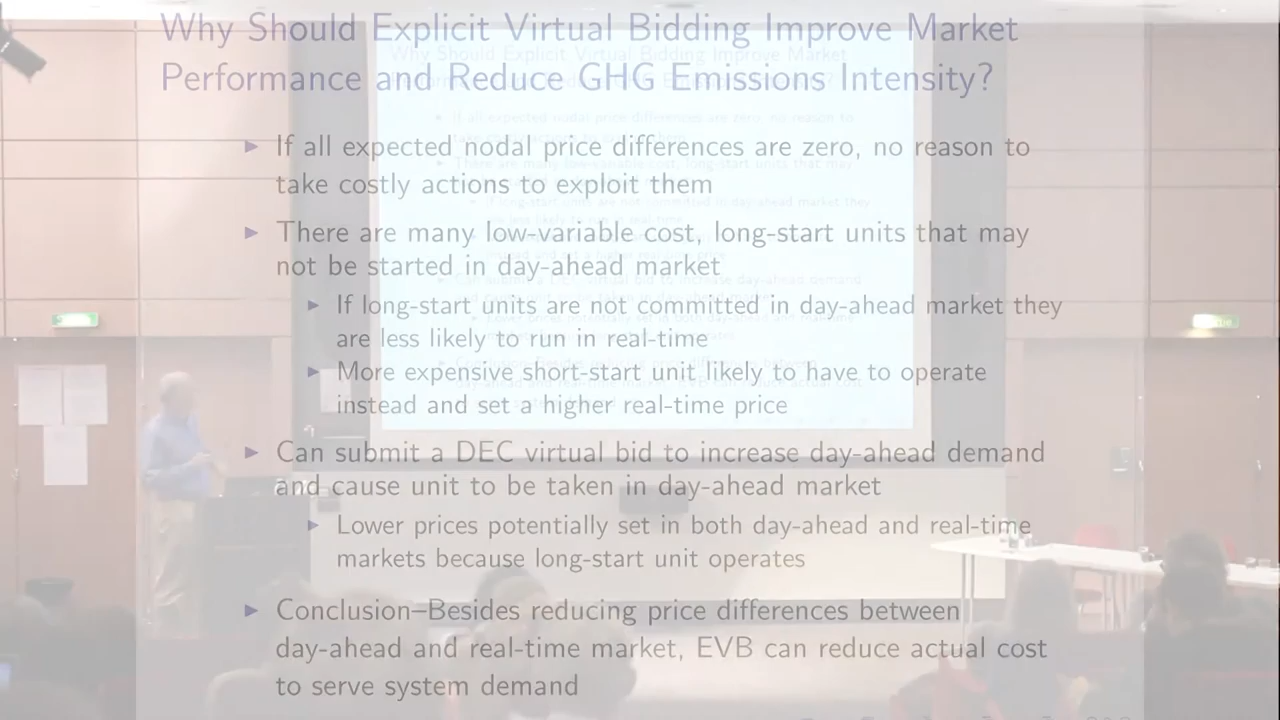 Why Should Explicit Virtual Bidding Improve Market
Performance and Reduce GHG Emissions Intensity?
If all expected nodal price differences are zero, no reason to
take costly actions to exploit them
There are many low-variable cost, long-start units that may
not be started in day-ahead market
If long-start units are not committed in day-ahead market they
are less likely to run in real-time
More expensive short-start unit likely to have to operate
instead and set a higher real-time price
Can submit a DEC virtual bid to increase day-ahead demand
and cause unit to be taken in day-ahead market
Lower prices potentially set in both day-ahead and real-time
markets because long-start unit operates
Conclusion–Besides reducing price differences between
day-ahead and real-time market, EVB can reduce actual cost
to serve system demand